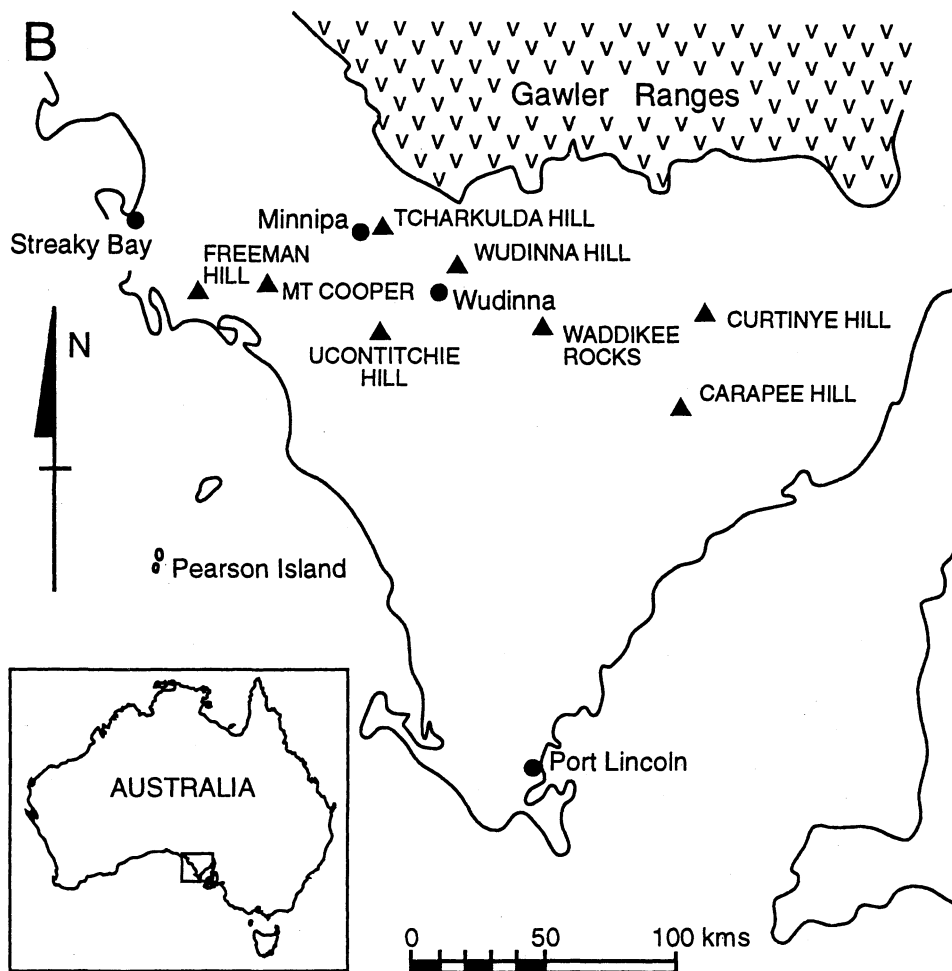 B
Gawler Ranges
Minnipa
TCHARKULDA HILL
Streaky Bay
FREEMAN
HILL
WUDINNA HILL
MT COOPER
Wudinna
N
CURTINYE HILL
UCONTITCHIE
HILL
WADDIKEE
ROCKS
CARAPEE HILL
Pearson Island
AUSTRALIA
Port Lincoln
0 50 100 kms